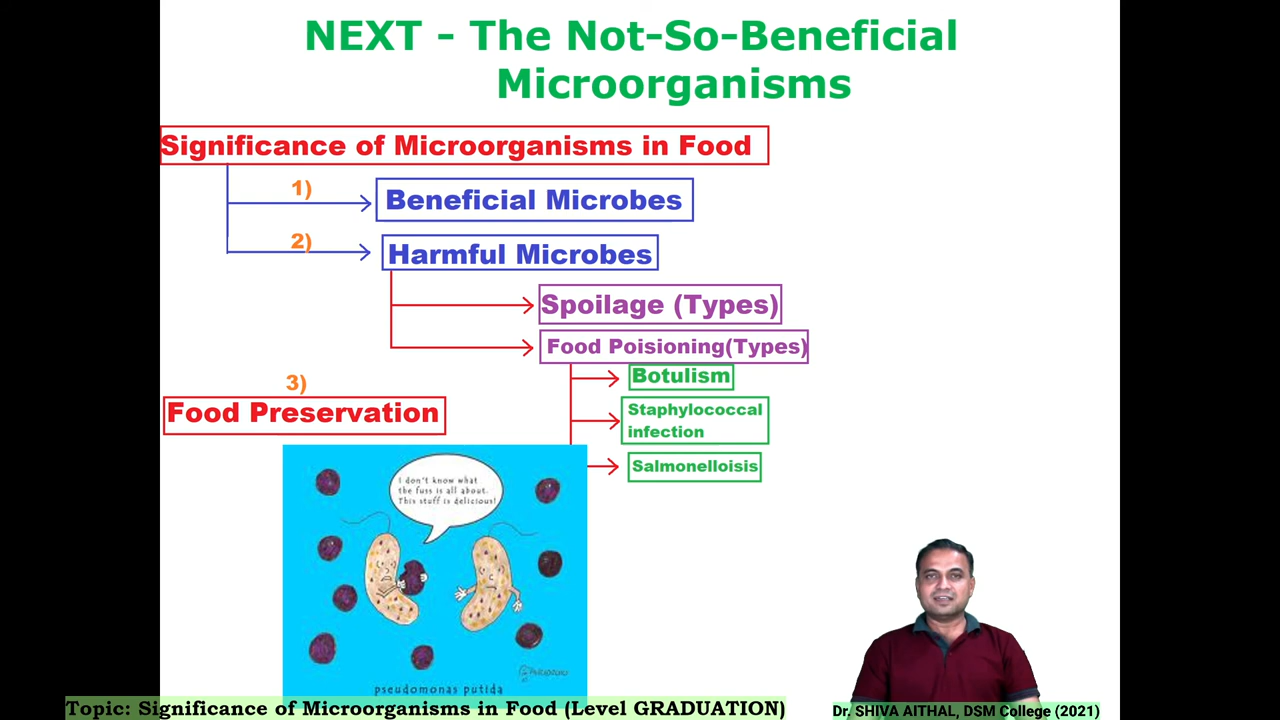 NEXT - The Not-So-Beneficial
Microorganisms
Significance of Microorganisms in Food
1)
Beneficial Microbes
2)
Harmful Microbes
Spoilage (Types)
Food Poisioning(Types)
Botulism
3)
Food Preservation
Staphylococcal
infection
Salmonelloisis
I don't know what
the fuss is all about.
This stuff is delicious!
pseudomonas putida
Topic: Significance of Microorganisms in Food (Level GRADUATION)
Dr. SHIVA AITHAL, DSM College (2021)